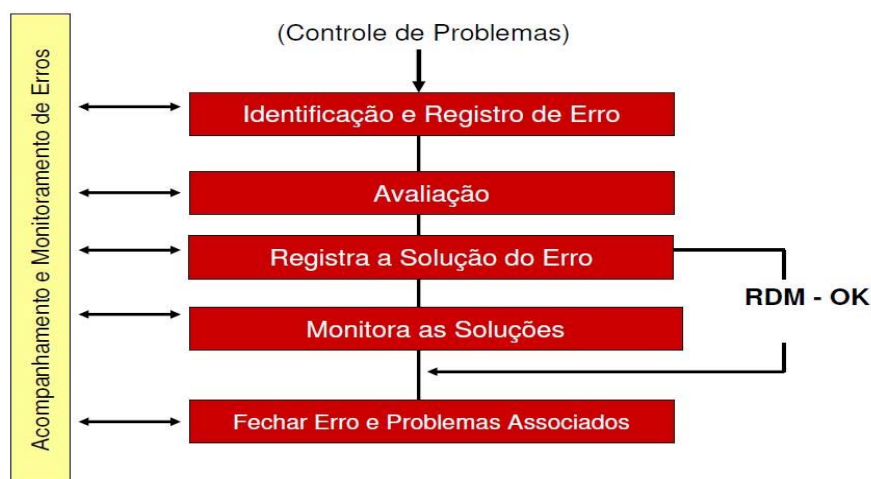 (Controle de Problemas)
Acompanhamento e Monitoramento de Erros
Identificação e Registro de Erro
Avaliação
Registra a Solução do Erro
RDM - OK
Monitora as Soluções
Fechar Erro e Problemas Associados